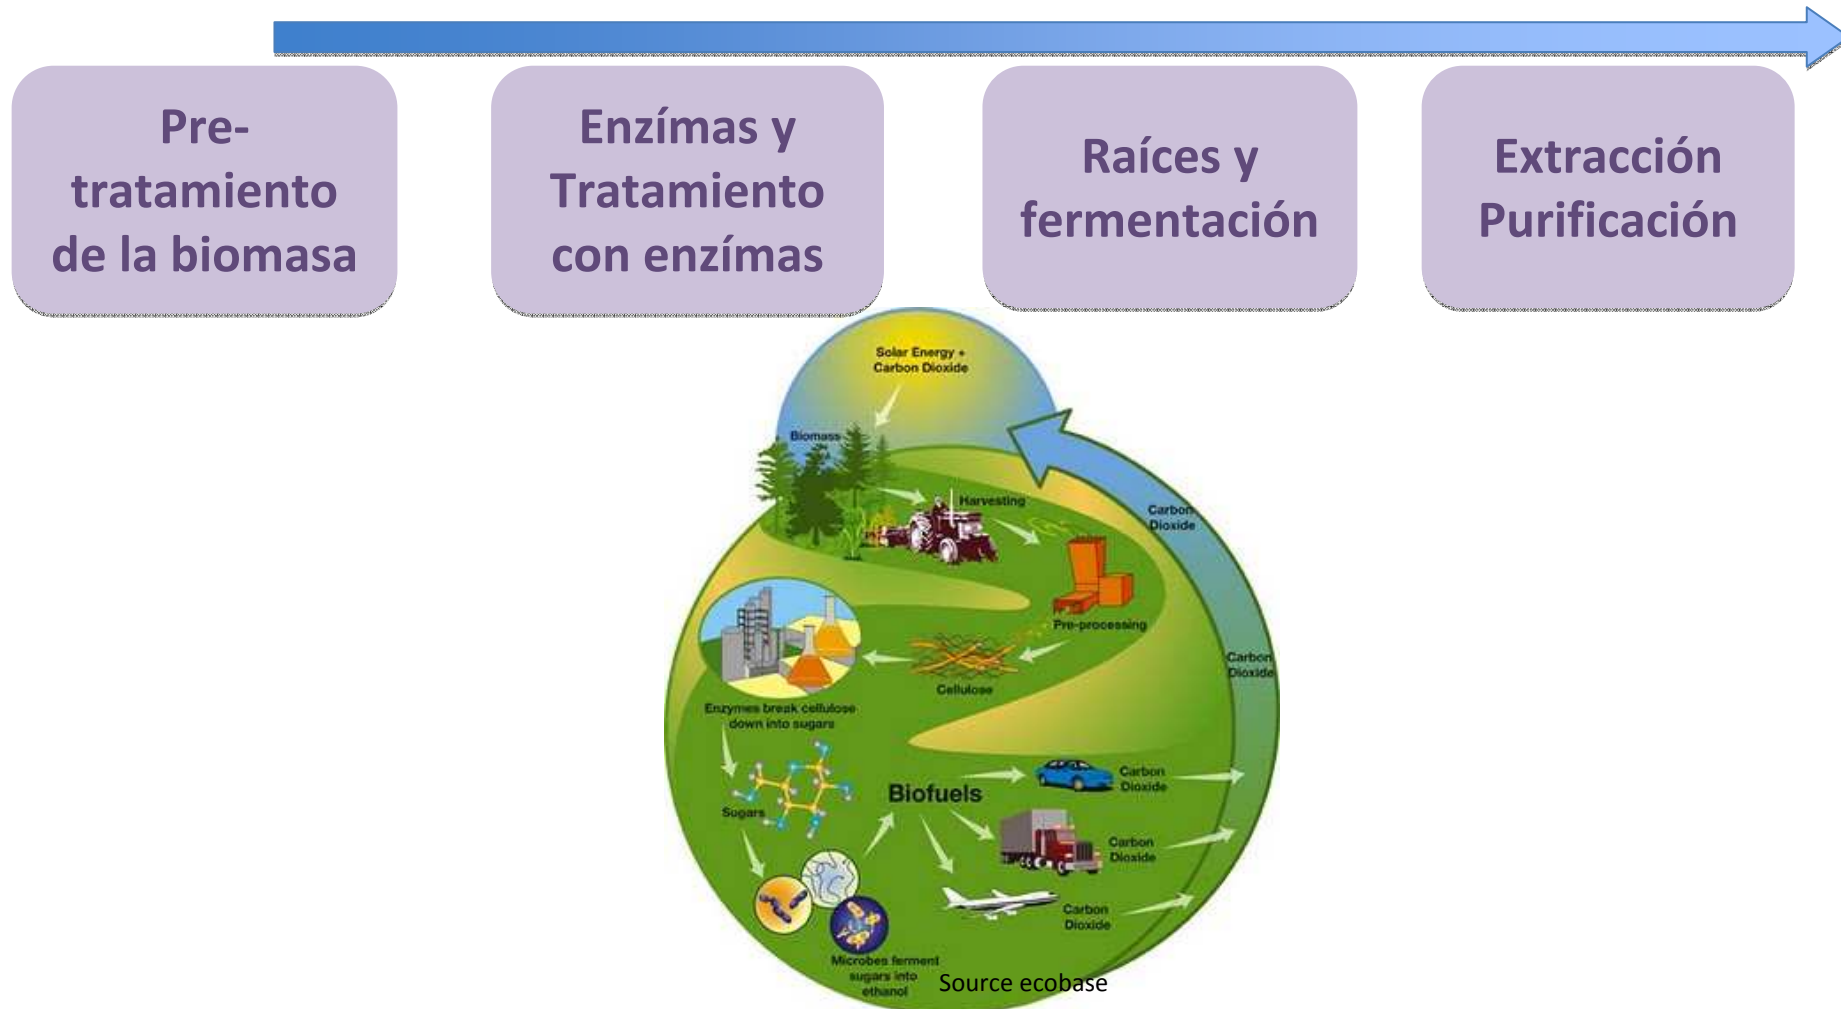 Pre-
tratamiento
de la biomasa
Enzímas y
Tratamiento
con enzímas
Raíces y
fermentación
Extracción
Purificación
Solar Energy +
Carbon Dioxide
Biomass
Harvesting
Carbon
Dioxide
Pre-processing
Carbon
Dioxide
Cellulose
Enzymes break cellulose
down into sugars
Carbon
Dioxide
Biofuels
Sugars
Carbon
Dioxide
Carbon
Dioxide
Microbes ferment
sugars into
ethanol
Source ecobase